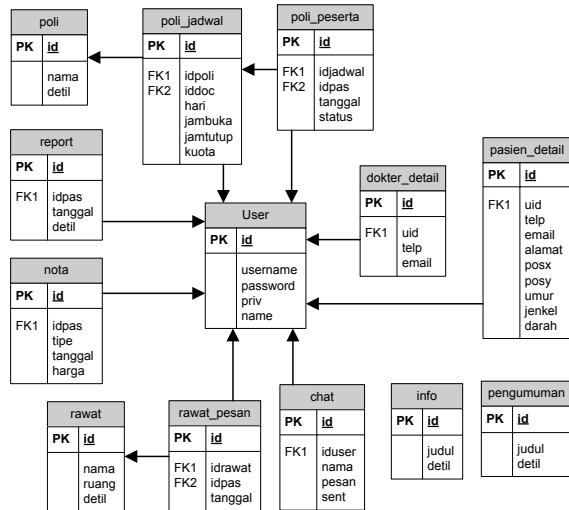 poli
PK id
nama
detil
poli_jadwal
PK id
FK1 idpoli
FK2 iddoc
hari
jambuka
jamtutup
kuota
poli_peserta
PK id
FK1 idjadwal
FK2 idpas
tanggal
status
report
PK id
FK1 idpas
tanggal
detil
User
PK id
username
password
priv
name
dokter_detail
PK id
FK1 uid
telp
email
pasien_detail
PK id
FK1 uid
telp
email
alamat
posx
posy
umur
jenkel
darah
nota
PK id
FK1 idpas
tipe
tanggal
harga
rawat
PK id
nama
ruang
detil
rawat_pesan
PK id
FK1 idrawat
FK2 idpas
tanggal
chat
PK id
FK1 iduser
nama
pesan
sent
info
PK id
judul
detil
pengumuman
PK id
judul
detil